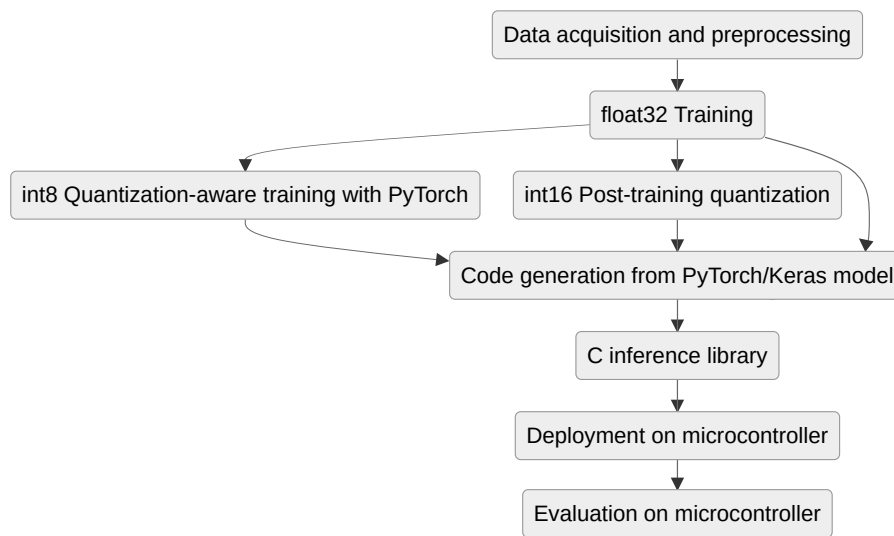 Data acquisition and preprocessing
float32 Training
int8 Quantization-aware training with PyTorch
int16 Post-training quantization
Code generation from PyTorch/Keras model
C inference library
Deployment on microcontroller
Evaluation on microcontroller